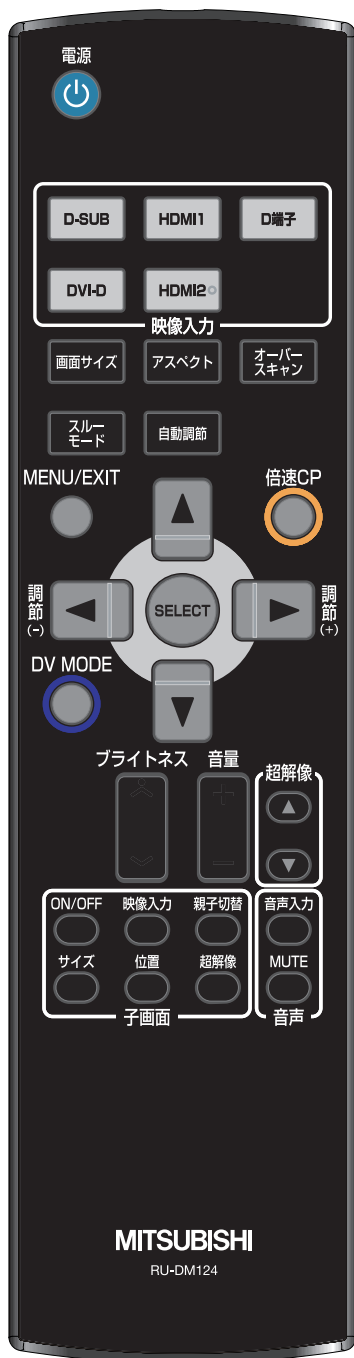 電源
D-SUB
HDMI1
D端子
DVI-D
HDMI2
映像入力
画面サイズ
アスペクト
オーバー
スキャン
スルー
モード
自動調節
MENU/EXIT
倍速CP
調節
(-)
SELECT
調節
(+)
DV MODE
ブライトネス
音量
＋
－
超解像
ON/OFF
映像入力
親子切替
サイズ
位置
超解像
子画面
音声入力
MUTE
音声
MITSUBISHI
RU-DM124